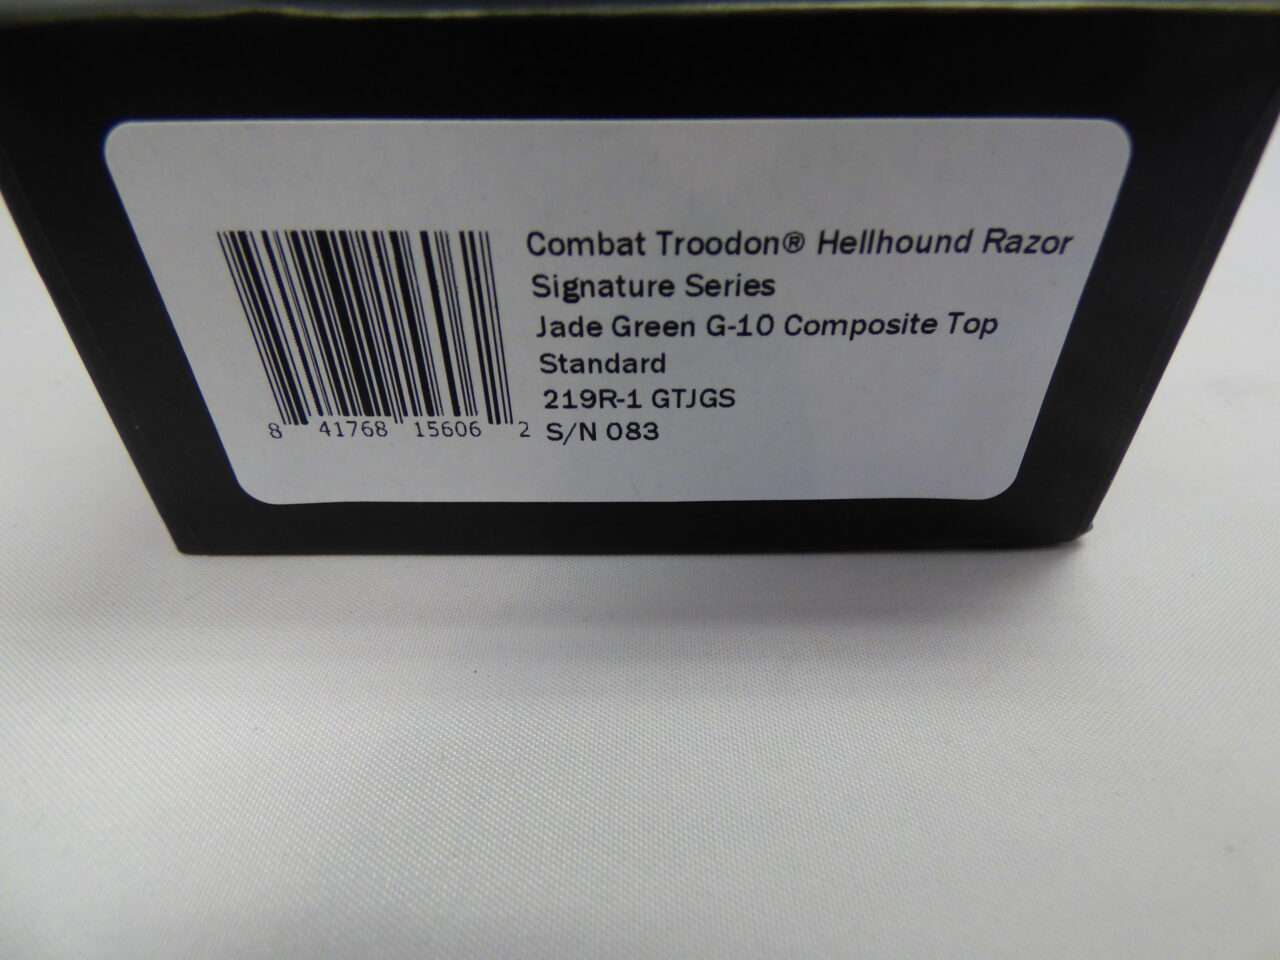 Combat Troodon® Hellhound Razor
Signature Series
Jade Green G-10 Composite Top
Standard
219R-1 GTJGS
S/N 083
8 41768 15606 2